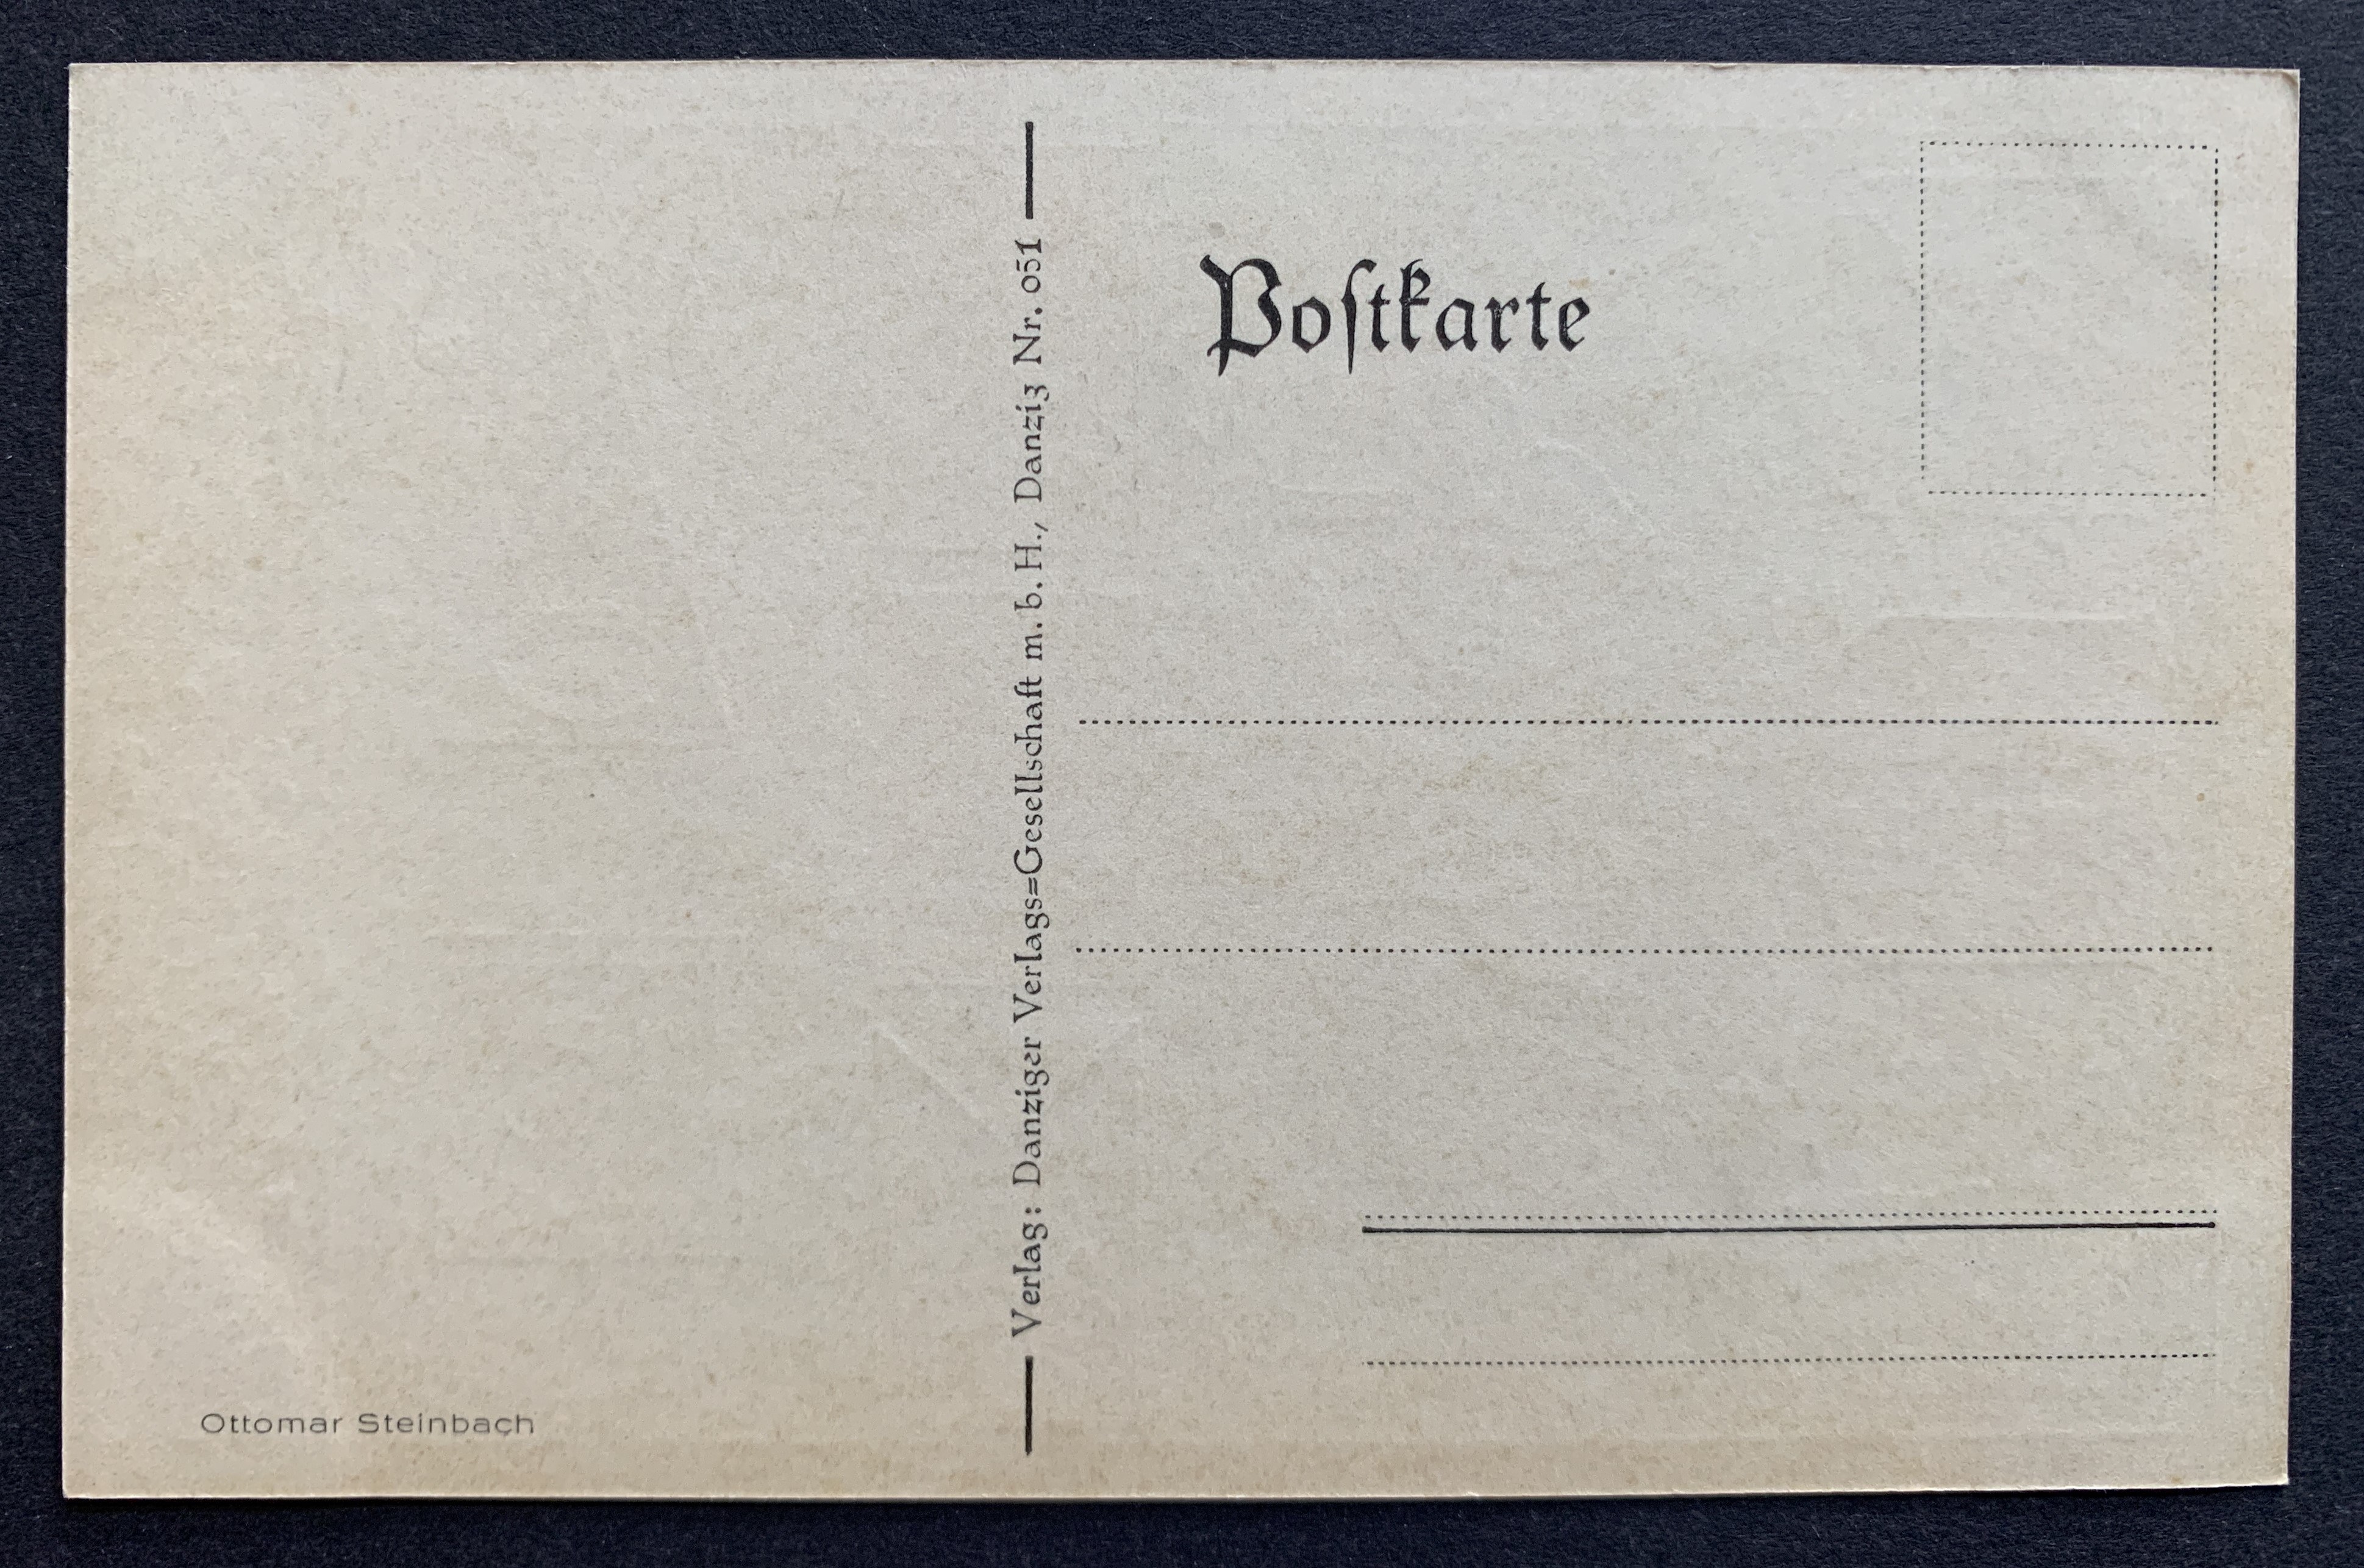 Postkarte
Verlag: Danziger Verlags=Gesellschaft m. b. H., Danzig Nr. 051
Ottomar Steinbach